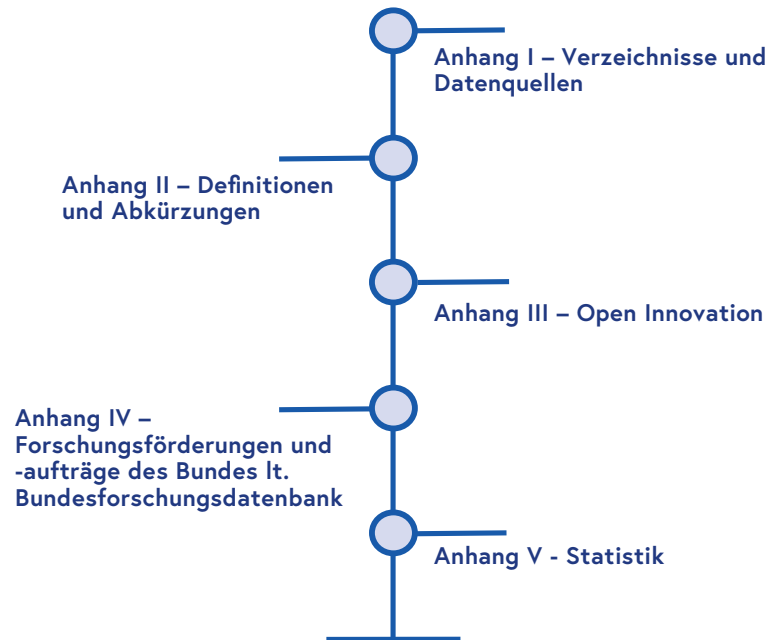 Anhang I – Verzeichnisse und
Datenquellen
Anhang II – Definitionen
und Abkürzungen
Anhang III – Open Innovation
Anhang IV –
Forschungsförderungen und
-aufträge des Bundes lt.
Bundesforschungsdatenbank
Anhang V - Statistik